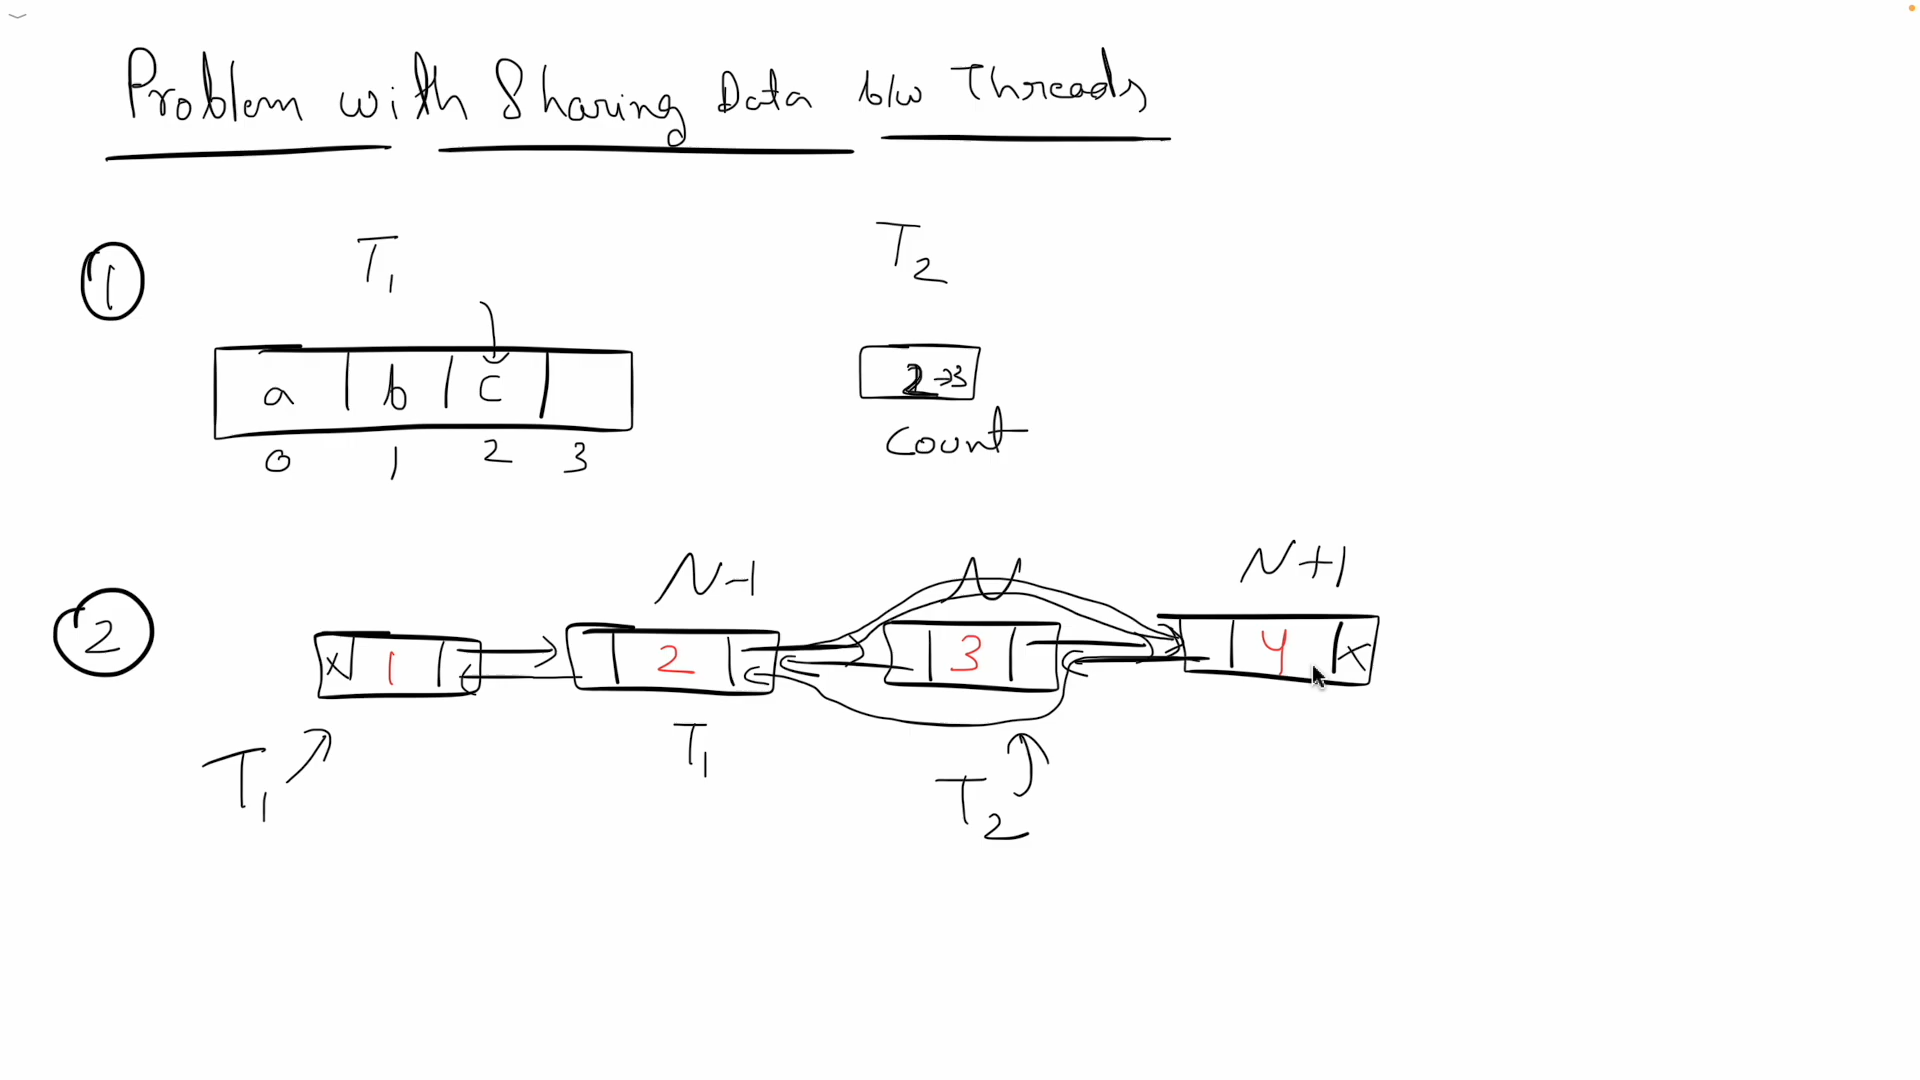 Problem with Sharing Data b/w Threads
1 T1 T2
a b c 2→3
0 1 2 3 Count
N-1 N N+1
2 x 1 2 3 4 x
T1 T1 T2